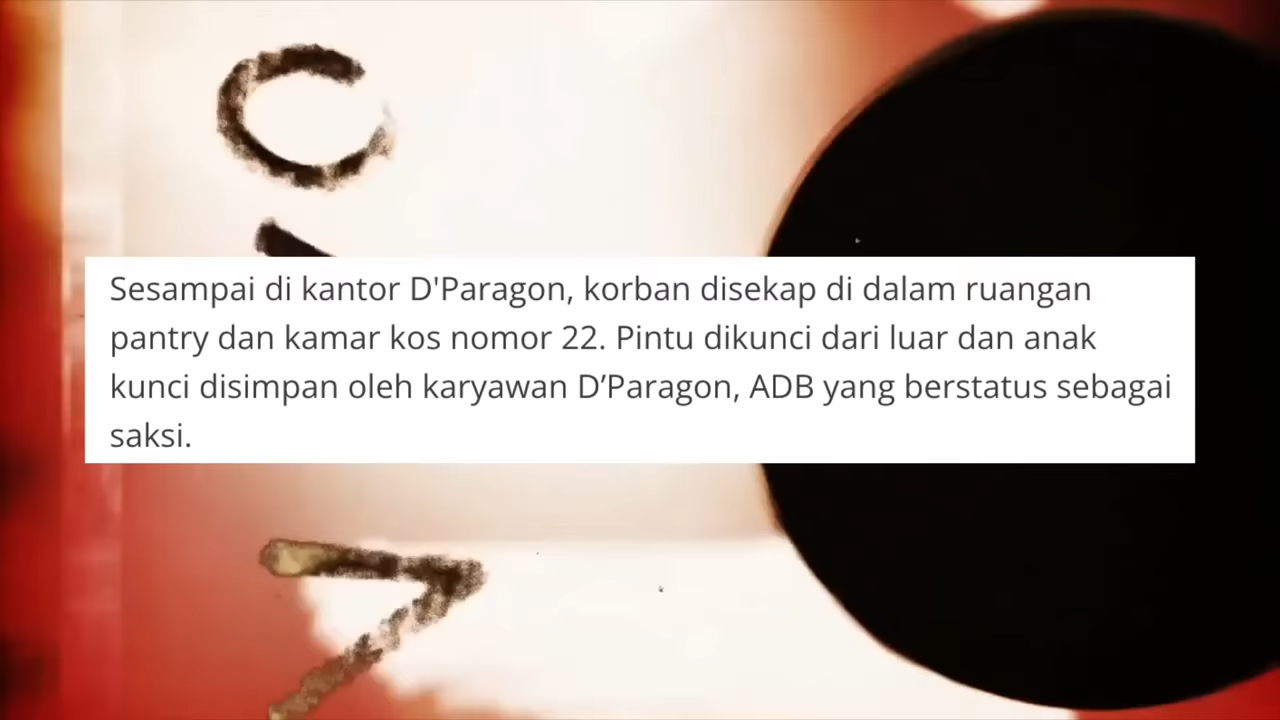 Sesampai di kantor D'Paragon, korban disekap di dalam ruangan
pantry dan kamar kos nomor 22. Pintu dikunci dari luar dan anak
kunci disimpan oleh karyawan D’Paragon, ADB yang berstatus sebagai
saksi.